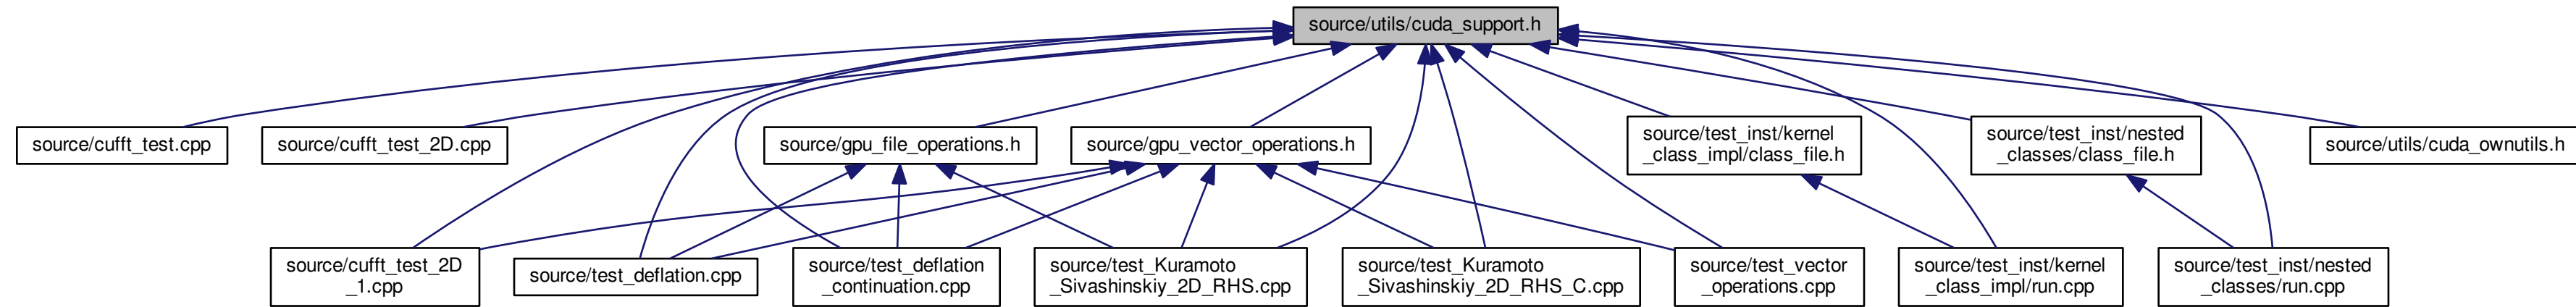 source/utils/cuda_support.h
source/cufft_test.cpp
source/cufft_test_2D.cpp
source/gpu_file_operations.h
source/gpu_vector_operations.h
source/test_inst/kernel
_class_impl/class_file.h
source/test_inst/nested
_classes/class_file.h
source/utils/cuda_ownutils.h
source/cufft_test_2D
_1.cpp
source/test_deflation.cpp
source/test_deflation
_continuation.cpp
source/test_Kuramoto
_Sivashinskiy_2D_RHS.cpp
source/test_Kuramoto
_Sivashinskiy_2D_RHS_C.cpp
source/test_vector
_operations.cpp
source/test_inst/kernel
_class_impl/run.cpp
source/test_inst/nested
_classes/run.cpp